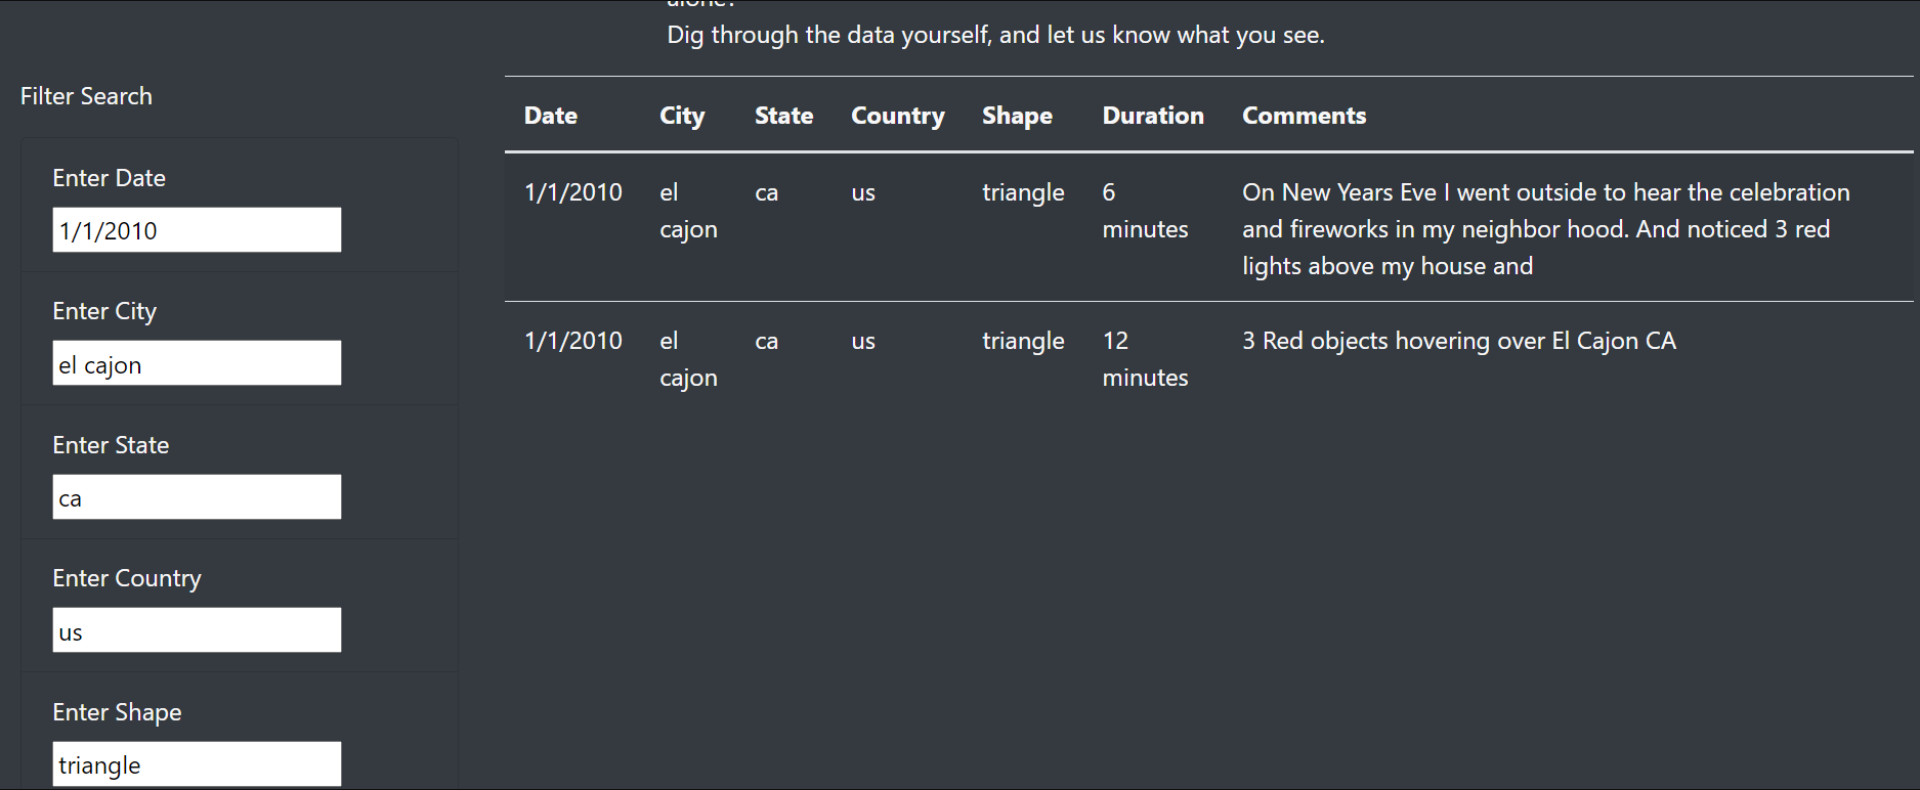 alone?
Dig through the data yourself, and let us know what you see.
Filter Search
Enter Date
1/1/2010
Enter City
el cajon
Enter State
ca
Enter Country
us
Enter Shape
triangle
Date City State Country Shape Duration Comments
1/1/2010 el cajon ca us triangle 6 minutes On New Years Eve I went outside to hear the celebration
and fireworks in my neighbor hood. And noticed 3 red
lights above my house and
1/1/2010 el cajon ca us triangle 12 minutes 3 Red objects hovering over El Cajon CA